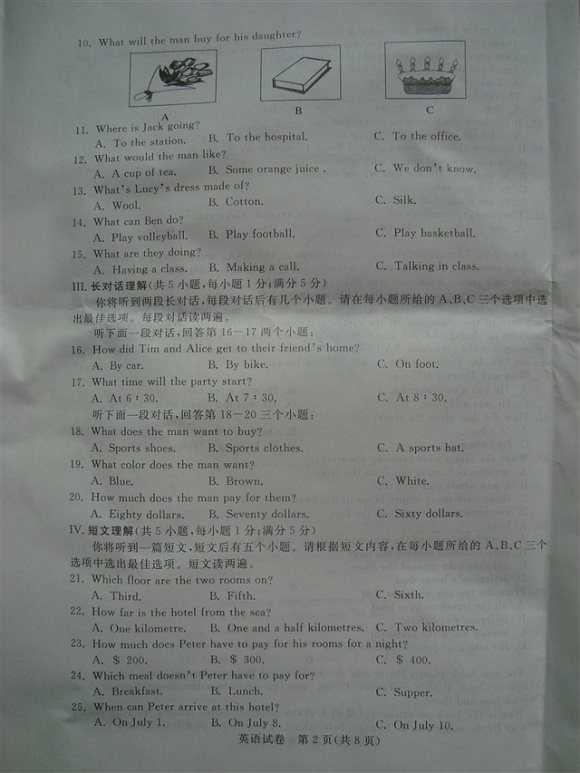 10. What will the man buy for his daughter?
A B C
11. Where is Jack going?
A. To the station. B. To the hospital. C. To the office.
12. What would the man like?
A. A cup of tea. B. Some orange juice . C. We don't know.
13. What's Lucy's dress made of?
A. Wool. B. Cotton. C. Silk.
14. What can Ben do?
A. Play volleyball. B. Play football. C. Play basketball.
15. What are they doing?
A. Having a class. B. Making a call. C. Talking in class.
III. 长对话理解(共5小题,每小题1分;满分5分)
你将听到两段长对话,每段对话后有几个小题。请在每小题所给的A、B、C三个选项中选
出最佳选项。每段对话读两遍。
听下面一段对话,回答第16-17两个小题:
16. How did Tim and Alice get to their friend's home?
A. By car. B. By bike. C. On foot.
17. What time will the party start?
A. At 6:30. B. At 7:30. C. At 8:30.
听下面一段对话,回答第18-20三个小题:
18. What does the man want to buy?
A. Sports shoes. B. Sports clothes. C. A sports hat.
19. What color does the man want?
A. Blue. B. Brown. C. White.
20. How much does the man pay for them?
A. Eighty dollars. B. Seventy dollars. C. Sixty dollars.
IV. 短文理解(共5小题,每小题1分;满分5分)
你将听到一篇短文,短文后有五个小题。请根据短文内容,在每小题所给的A、B、C三个
选项中选出最佳选项。短文读两遍。
21. Which floor are the two rooms on?
A. Third. B. Fifth. C. Sixth.
22. How far is the hotel from the sea?
A. One kilometre. B. One and a half kilometres. C. Two kilometres.
23. How much does Peter have to pay for his rooms for a night?
A. $ 200. B. $ 300. C. $ 400.
24. Which meal doesn't Peter have to pay for?
A. Breakfast. B. Lunch. C. Supper.
25. When can Peter arrive at this hotel?
A. On July 1. B. On July 8. C. On July 10.
英语试卷 第2页(共8页)